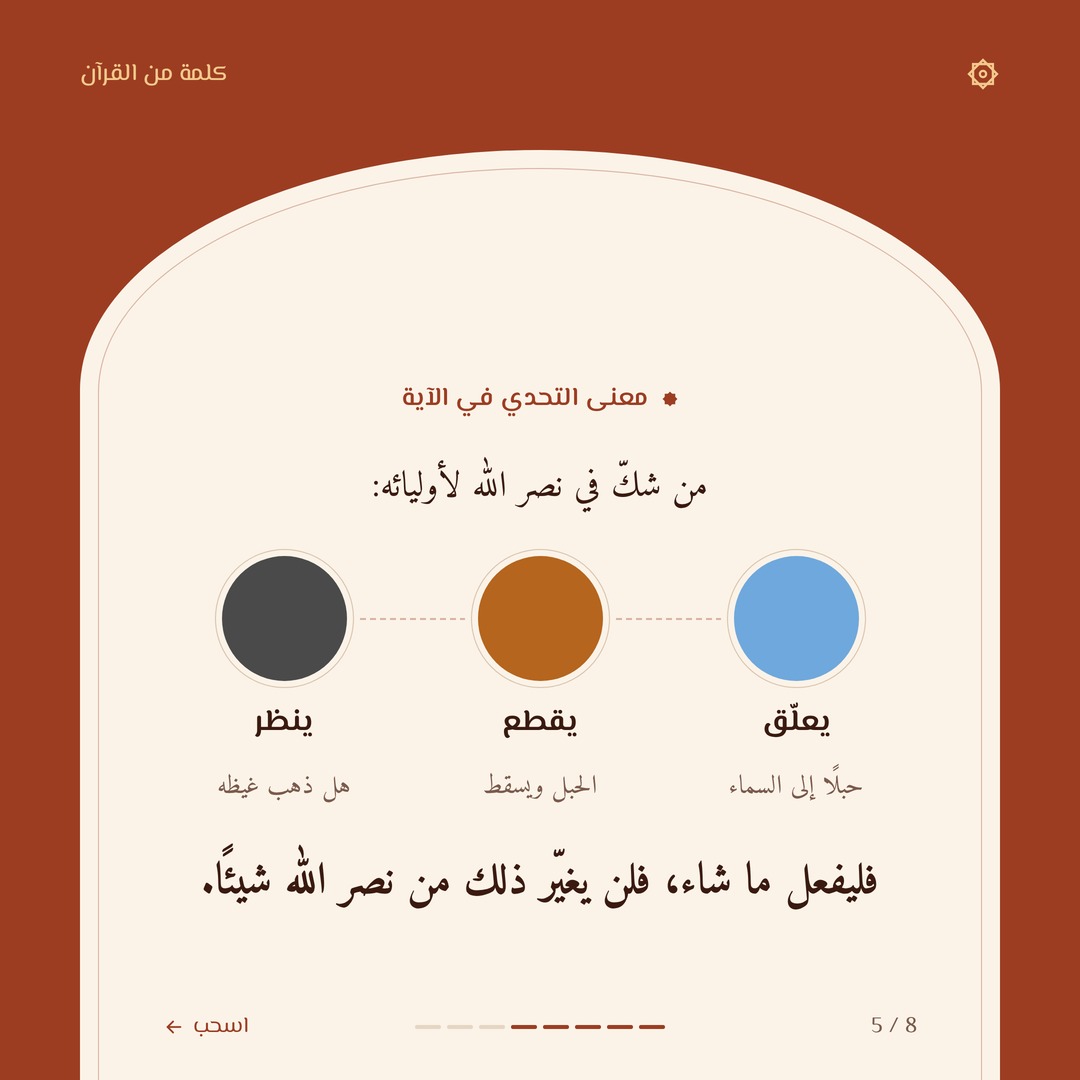 كلمة من القرآن
معنى التحدي في الآية
من شكّ في نصر الله لأوليائه:
يعلّق
حبلًا إلى السماء
يقطع
الحبل ويسقط
ينظر
هل ذهب غيظه
فليفعل ما شاء، فلن يغيّر ذلك من نصر الله شيئًا.
5 / 8
اسحب ←